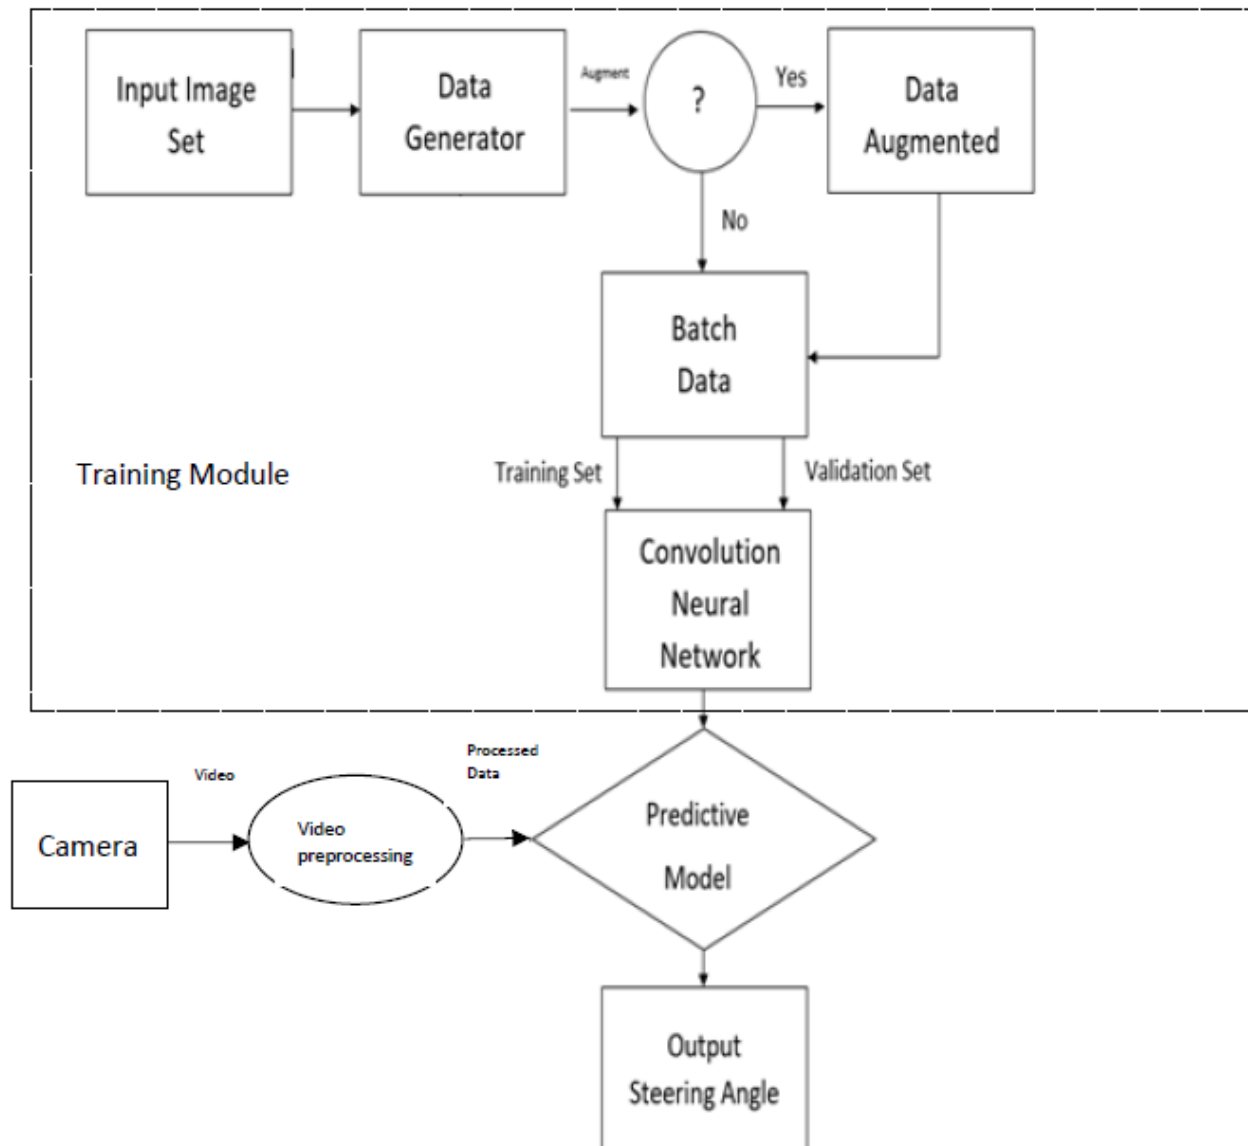 Input Image
Set
Data
Generator
Augment
?
Yes
Data
Augmented
No
Batch
Data
Training Module
Training Set
Validation Set
Convolution
Neural
Network
Camera
Video
Video
preprocessing
Processed
Data
Predictive
Model
Output
Steering Angle